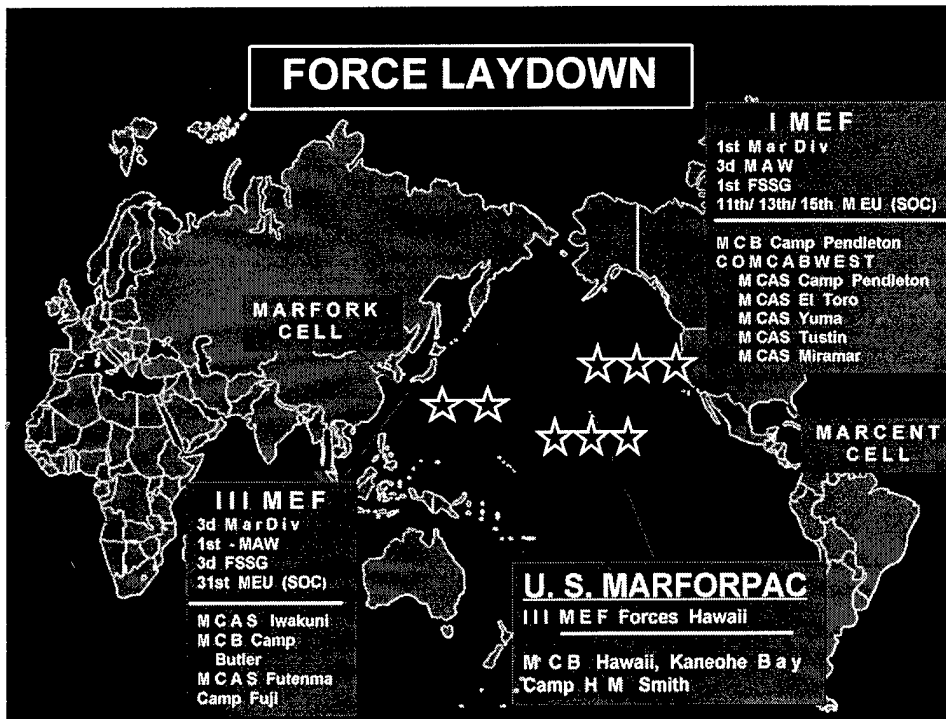 FORCE LAYDOWN
I MEF
1st Mar Div
3d MAW
1st FSSG
11th/ 13th/ 15th MEU (SOC)
MCB Camp Pendleton
COMCABWEST
MCAS Camp Pendleton
MCAS El Toro
MCAS Yuma
MCAS Tustin
MCAS Miramar
MARFORK
CELL
MARCENT
CELL
III MEF
3d MarDiv
1st - MAW
3d FSSG
31st MEU (SOC)
MCAS Iwakuni
MCB Camp
Butler
MCAS Futenma
Camp Fuji
U. S. MARFORPAC
III MEF Forces Hawaii
MCB Hawaii, Kaneohe Bay
Camp H M Smith